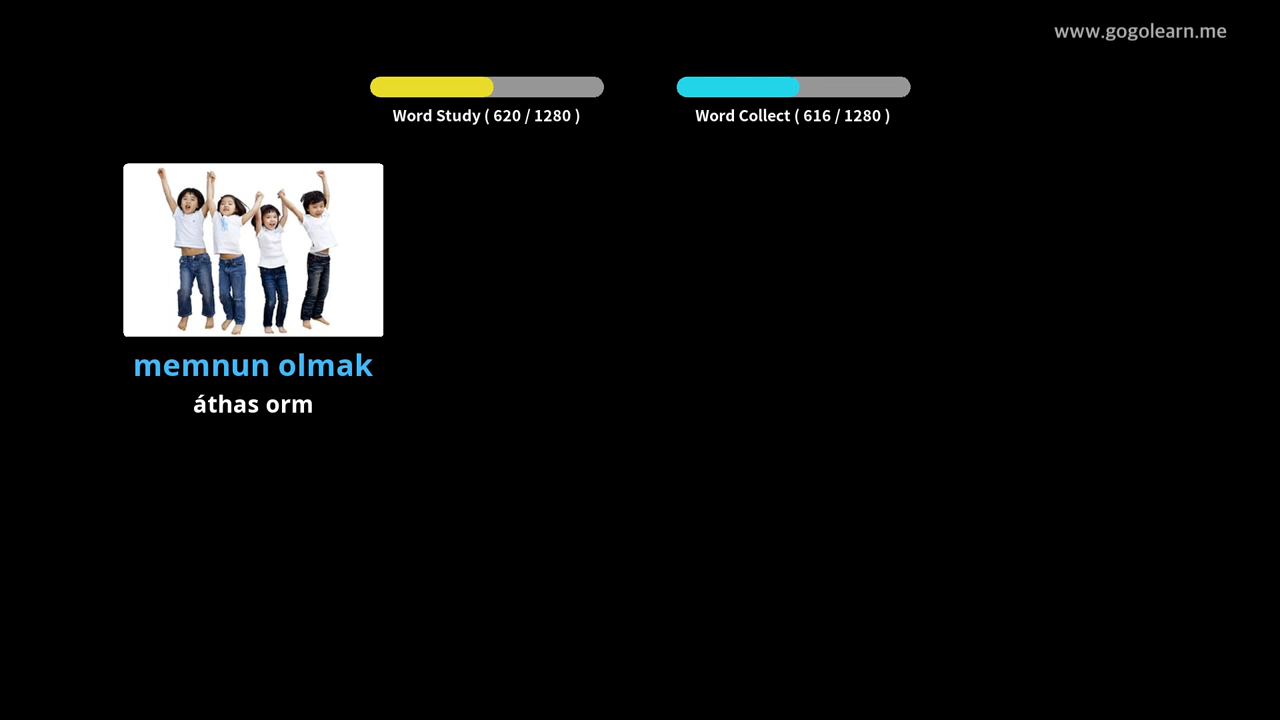 www.gogolearn.me
Word Study ( 620 / 1280 )
Word Collect ( 616 / 1280 )
memnun olmak
áthas orm